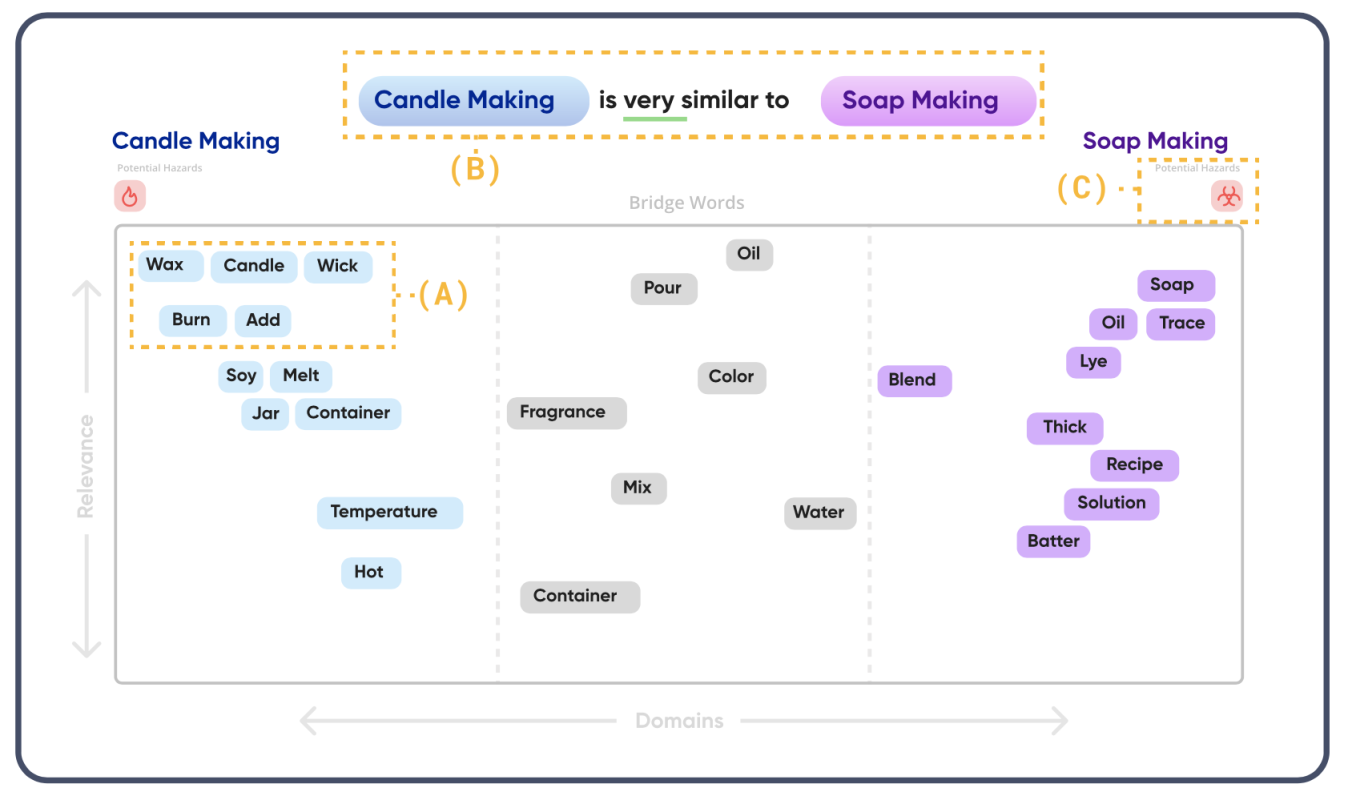 Candle Making is very similar to Soap Making
(B)
Candle Making
Soap Making
Potential Hazards
Potential Hazards
(C)
Bridge Words
Wax
Candle
Wick
Burn
Add
(A)
Soy
Melt
Jar
Container
Temperature
Hot
Oil
Pour
Color
Fragrance
Mix
Water
Container
Soap
Oil
Trace
Lye
Blend
Thick
Recipe
Solution
Batter
Relevance
Domains